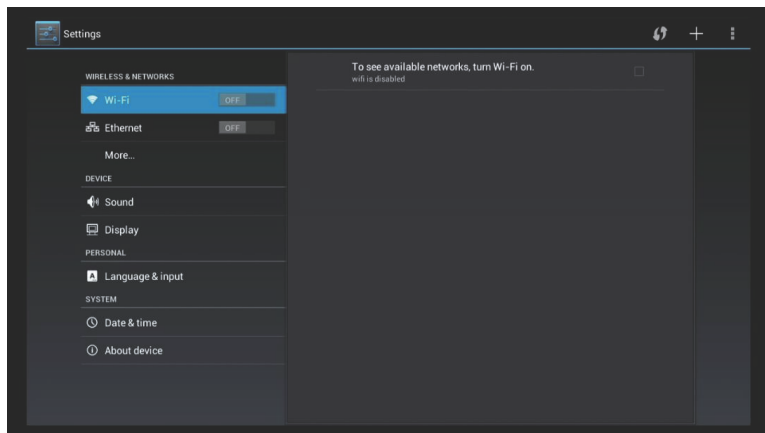 Settings
WIRELESS & NETWORKS
Wi-Fi OFF
Ethernet OFF
More...
DEVICE
Sound
Display
PERSONAL
A Language & input
SYSTEM
Date & time
About device
To see available networks, turn Wi-Fi on.
wifi is disabled